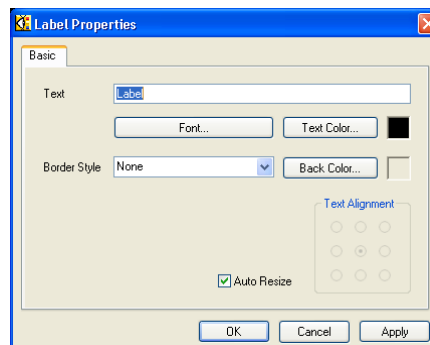 Label Properties
Basic
Text
Label
Font...
Text Color...
Border Style
None
Back Color...
Text Alignment
Auto Resize
OK
Cancel
Apply